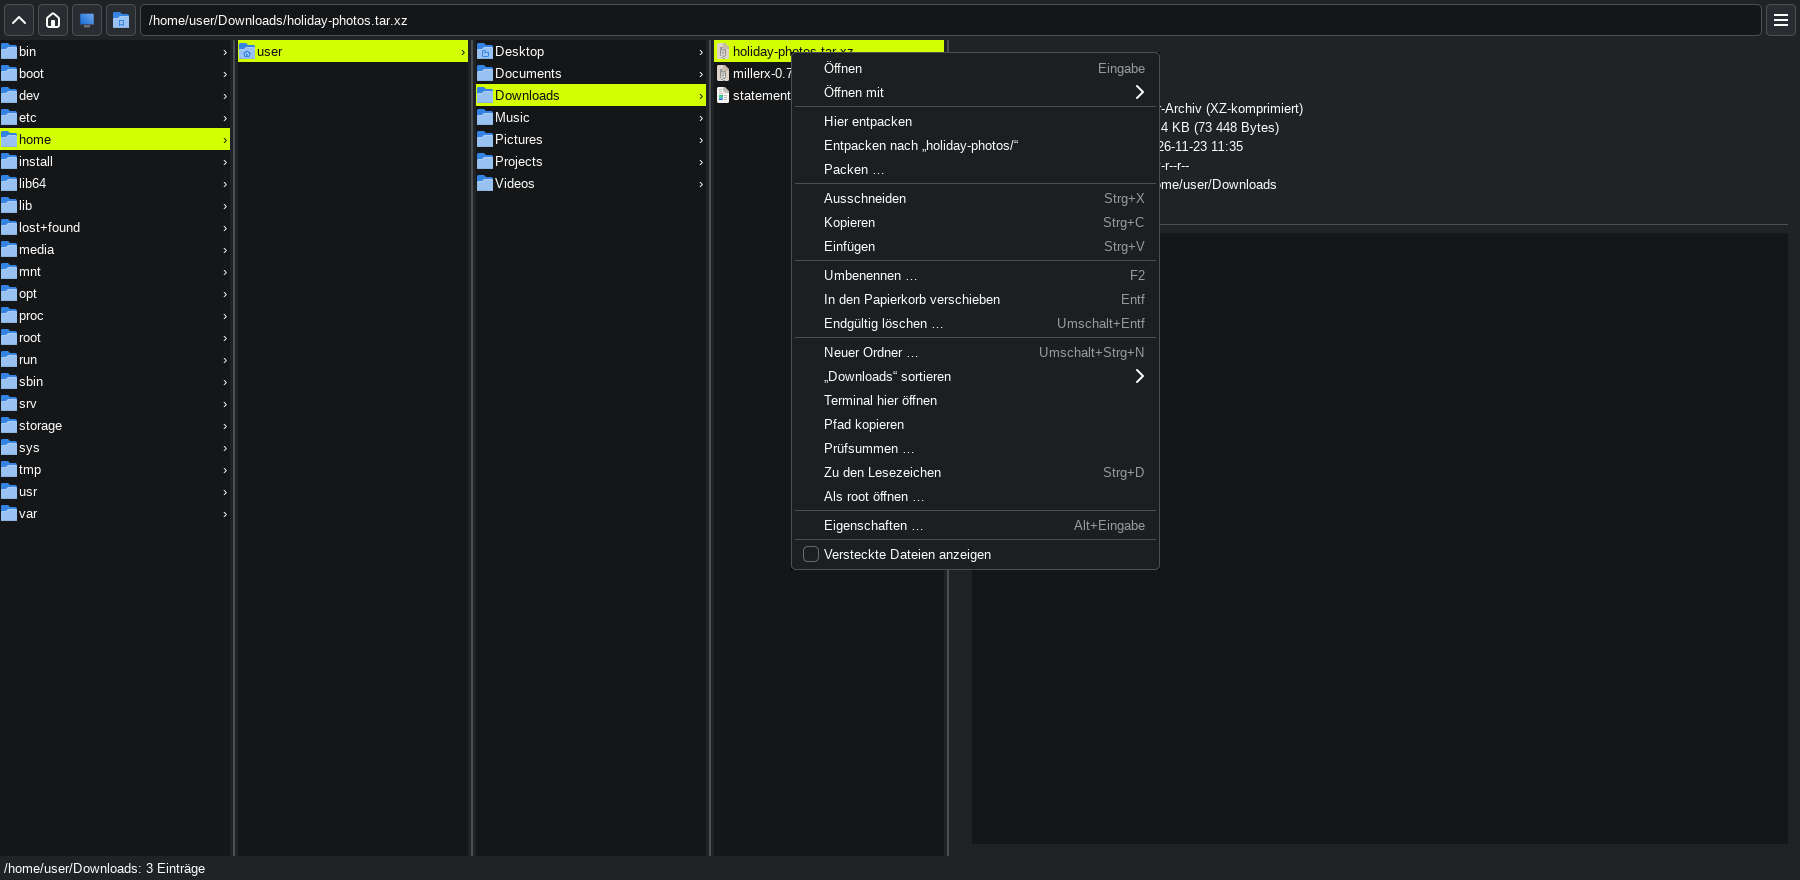 /home/user/Downloads/holiday-photos.tar.xz
bin ›
boot ›
dev ›
etc ›
home ›
install ›
lib64 ›
lib ›
lost+found ›
media ›
mnt ›
opt ›
proc ›
root ›
run ›
sbin ›
srv ›
storage ›
sys ›
tmp ›
usr ›
var ›
user ›
Desktop ›
Documents ›
Downloads ›
Music ›
Pictures ›
Projects ›
Videos ›
holiday-photos.tar.xz
millerx-0.7
statement
Öffnen Eingabe
Öffnen mit
Hier entpacken
Entpacken nach „holiday-photos/“
Packen …
Ausschneiden Strg+X
Kopieren Strg+C
Einfügen Strg+V
Umbenennen … F2
In den Papierkorb verschieben Entf
Endgültig löschen … Umschalt+Entf
Neuer Ordner … Umschalt+Strg+N
„Downloads“ sortieren
Terminal hier öffnen
Pfad kopieren
Prüfsummen …
Zu den Lesezeichen Strg+D
Als root öffnen …
Eigenschaften … Alt+Eingabe
Versteckte Dateien anzeigen
-Archiv (XZ-komprimiert)
4 KB (73 448 Bytes)
26-11-23 11:35
-r--r--
ome/user/Downloads
/home/user/Downloads: 3 Einträge